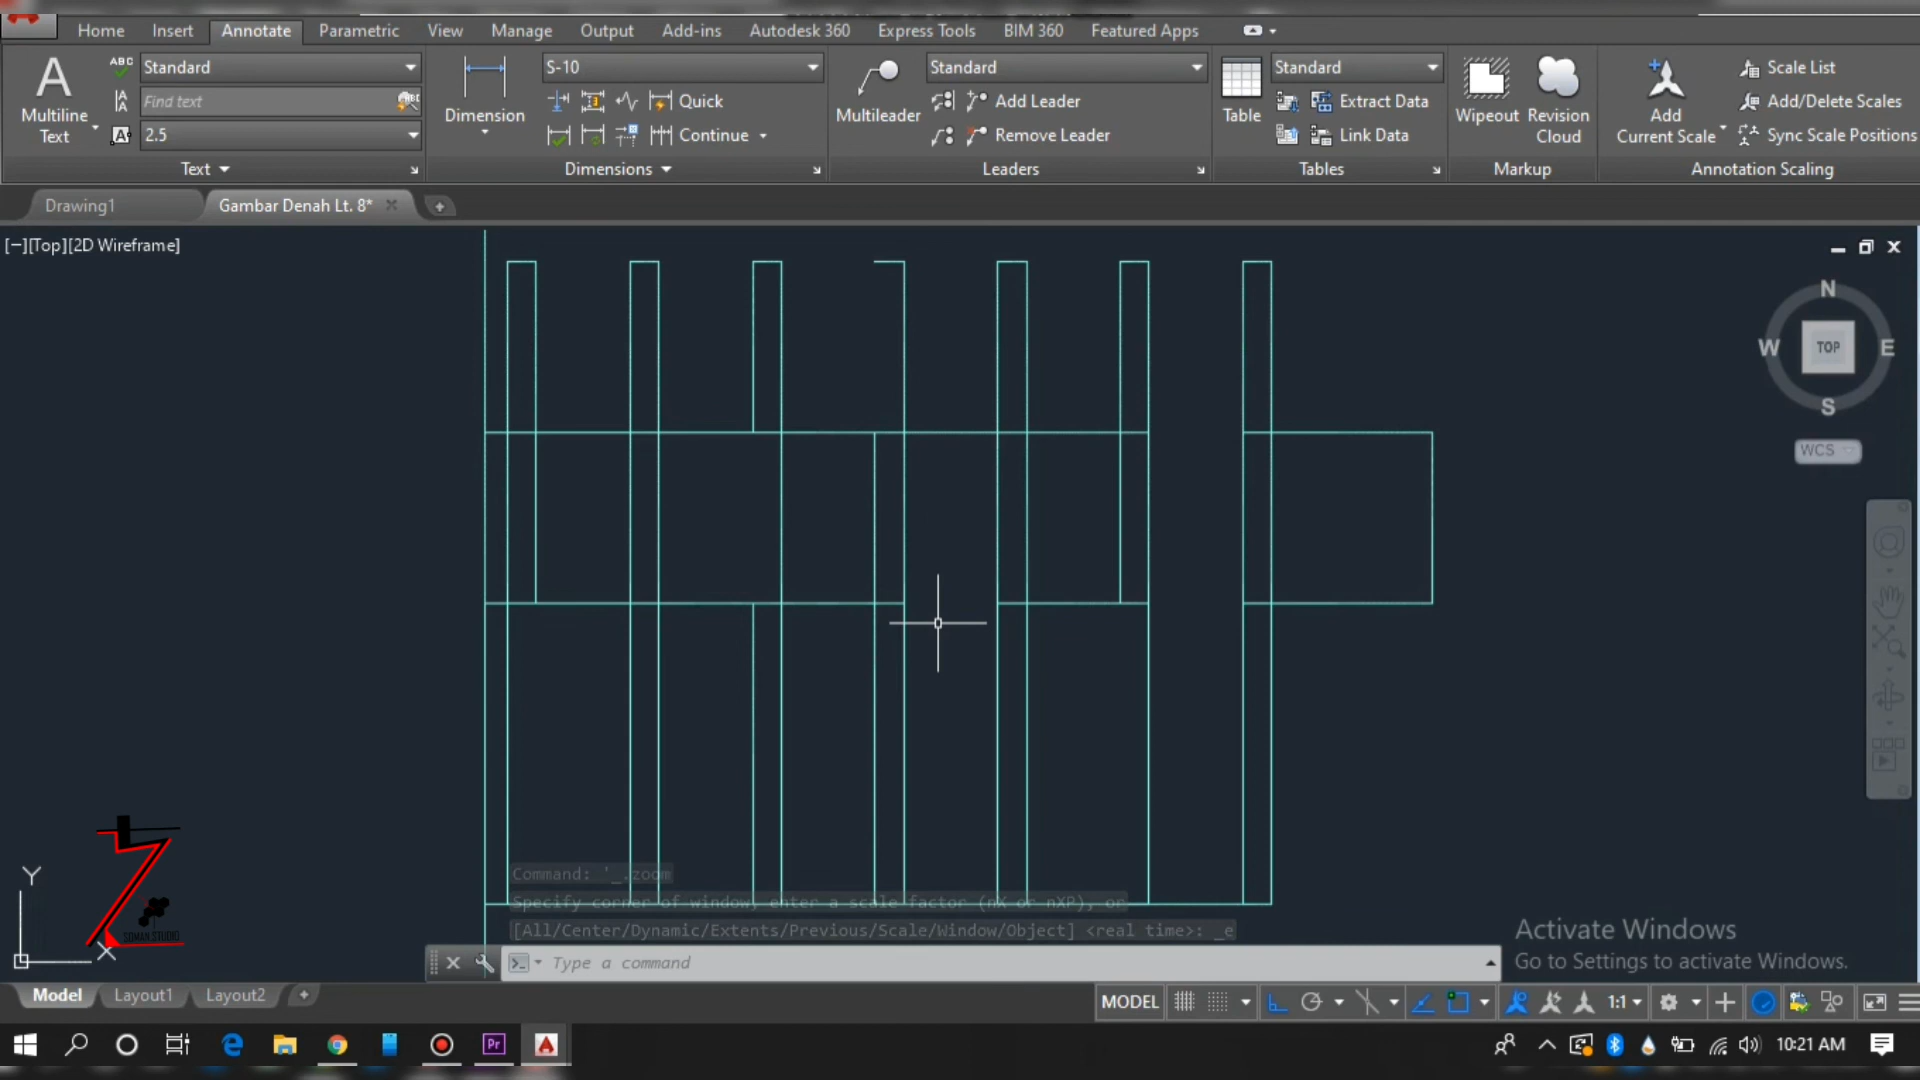 Home Insert Annotate Parametric View Manage Output Add-ins Autodesk 360 Express Tools BIM 360 Featured Apps
A ABC Standard S-10 Standard Standard Scale List
Find text Quick Add Leader Extract Data Add/Delete Scales
Multiline Text 2.5 Dimension Continue Multileader Remove Leader Table Link Data Wipeout Revision Cloud Add Current Scale Sync Scale Positions
Text Dimensions Leaders Tables Markup Annotation Scaling
Drawing1 Gambar Denah Lt. 8*
[−][Top][2D Wireframe]
N
W TOP E
S
WCS
Y
X
SOMAN STUDIO
Command: '_.zoom
Specify corner of window, enter a scale factor (nX or nXP), or
[All/Center/Dynamic/Extents/Previous/Scale/Window/Object] <real time>: _e
Type a command
Activate Windows
Go to Settings to activate Windows.
Model Layout1 Layout2
MODEL 1:1
Pr 10:21 AM